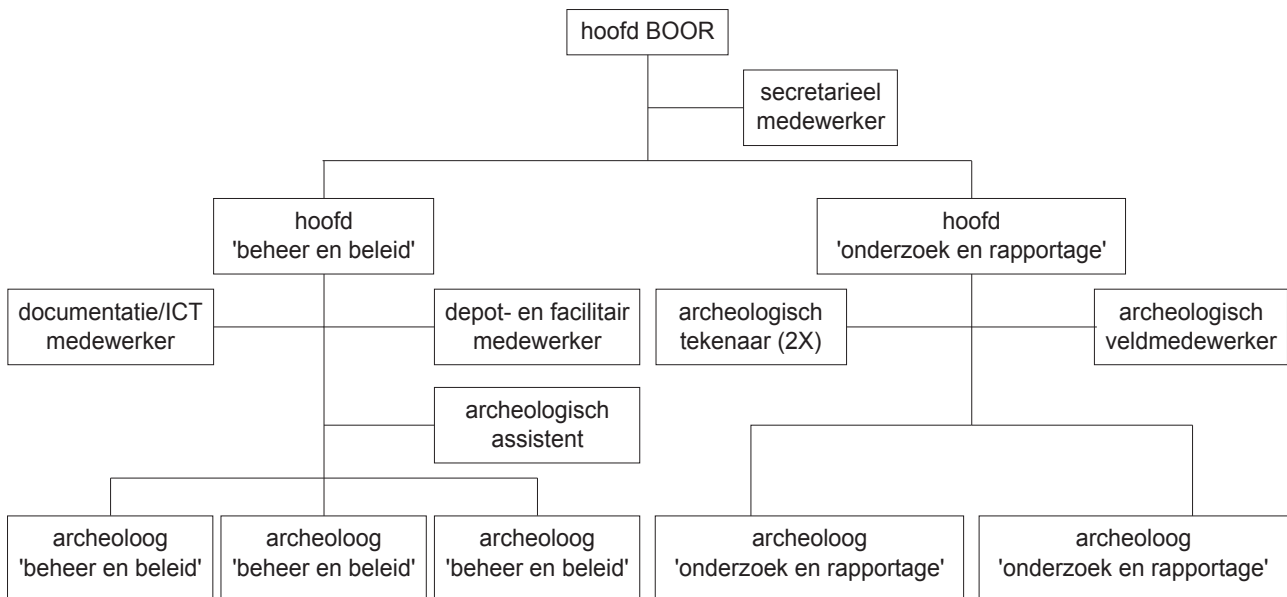 hoofd BOOR
secretarieel
medewerker
hoofd
'beheer en beleid'
hoofd
'onderzoek en rapportage'
documentatie/ICT
medewerker
depot- en facilitair
medewerker
archeologisch
tekenaar (2X)
archeologisch
veldmedewerker
archeologisch
assistent
archeoloog
'beheer en beleid'
archeoloog
'beheer en beleid'
archeoloog
'beheer en beleid'
archeoloog
'onderzoek en rapportage'
archeoloog
'onderzoek en rapportage'